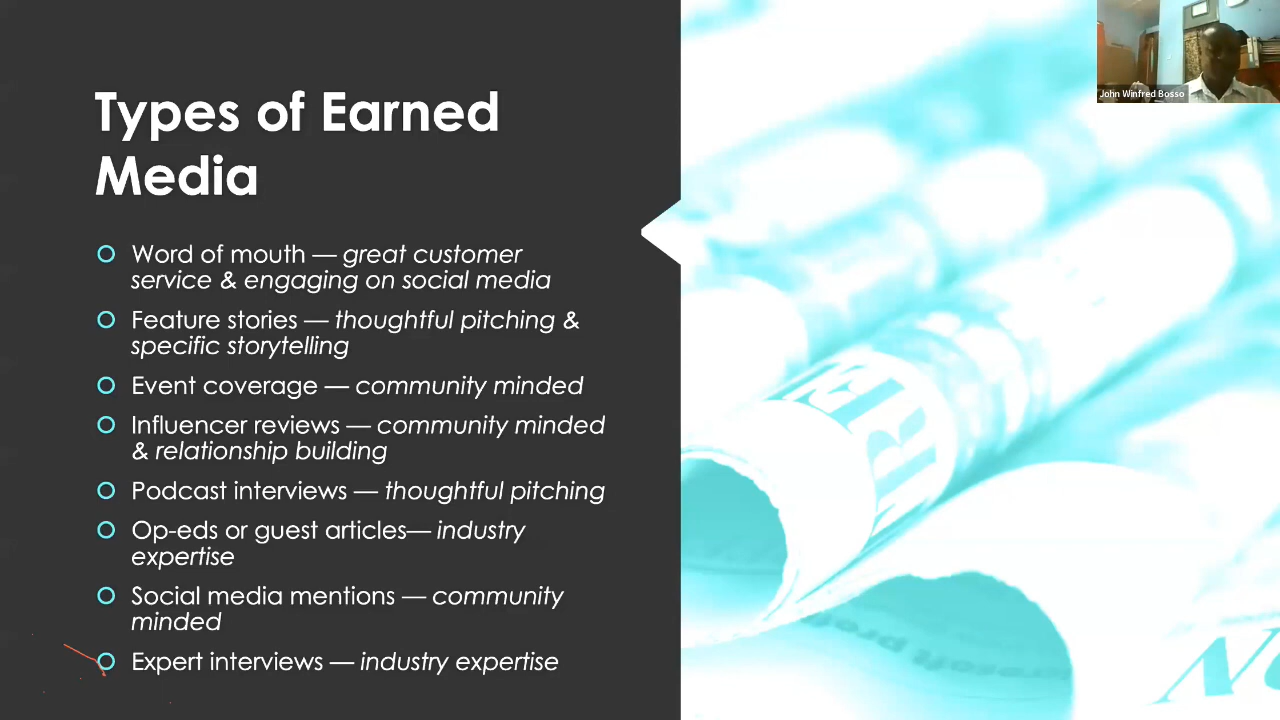 Types of Earned
Media
Word of mouth — great customer
service & engaging on social media
Feature stories — thoughtful pitching &
specific storytelling
Event coverage — community minded
Influencer reviews — community minded
& relationship building
Podcast interviews — thoughtful pitching
Op-eds or guest articles— industry
expertise
Social media mentions — community
minded
Expert interviews — industry expertise
John Winfred Bosso